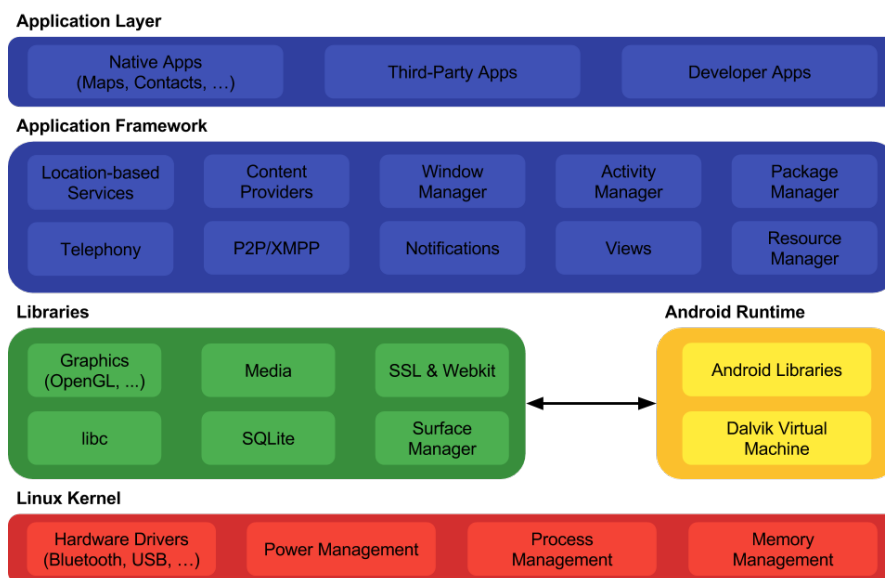 Application Layer
Native Apps
(Maps, Contacts, …)
Third-Party Apps
Developer Apps
Application Framework
Location-based
Services
Content
Providers
Window
Manager
Activity
Manager
Package
Manager
Telephony
P2P/XMPP
Notifications
Views
Resource
Manager
Libraries
Android Runtime
Graphics
(OpenGL, ...)
Media
SSL & Webkit
Android Libraries
libc
SQLite
Surface
Manager
Dalvik Virtual
Machine
Linux Kernel
Hardware Drivers
(Bluetooth, USB, …)
Power Management
Process
Management
Memory
Management